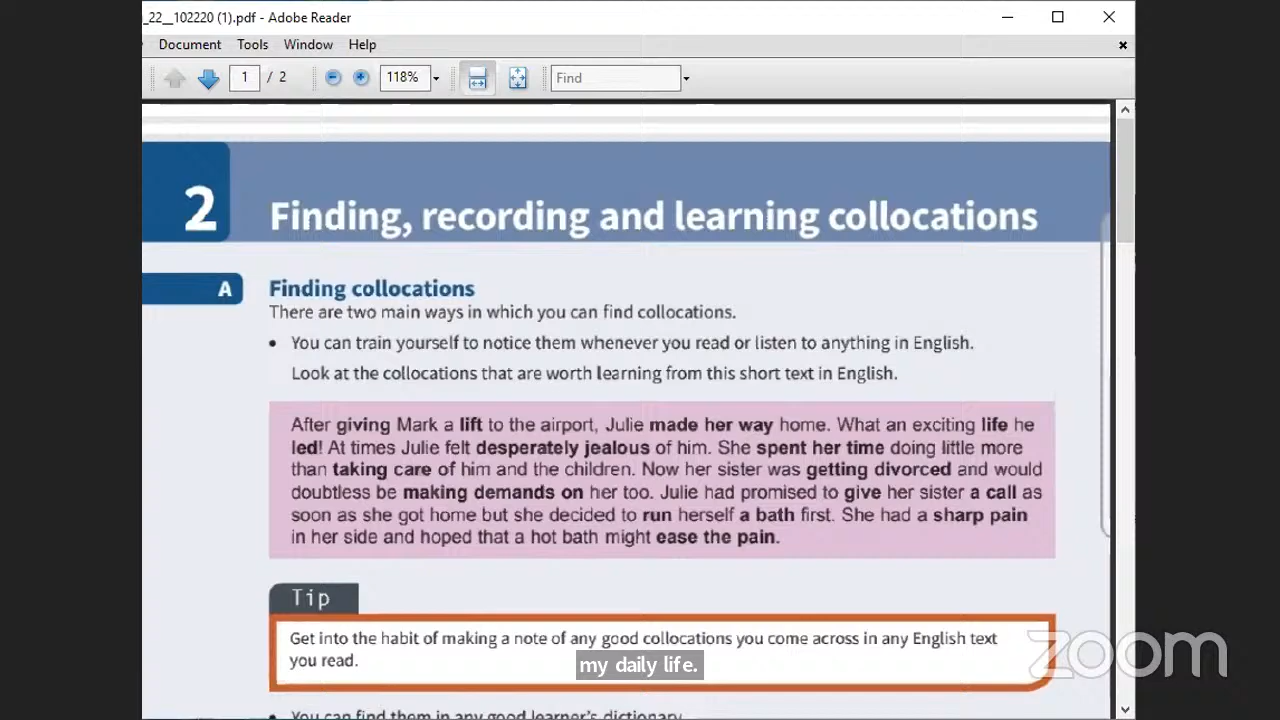 _22__102220 (1).pdf - Adobe Reader
Document Tools Window Help
1 / 2 118% Find
2 Finding, recording and learning collocations
A Finding collocations
There are two main ways in which you can find collocations.
• You can train yourself to notice them whenever you read or listen to anything in English.
Look at the collocations that are worth learning from this short text in English.
After giving Mark a lift to the airport, Julie made her way home. What an exciting life he
led! At times Julie felt desperately jealous of him. She spent her time doing little more
than taking care of him and the children. Now her sister was getting divorced and would
doubtless be making demands on her too. Julie had promised to give her sister a call as
soon as she got home but she decided to run herself a bath first. She had a sharp pain
in her side and hoped that a hot bath might ease the pain.
Tip
Get into the habit of making a note of any good collocations you come across in any English text
you read.
my daily life.
zoom
• You can find them in any good learner's dictionary.